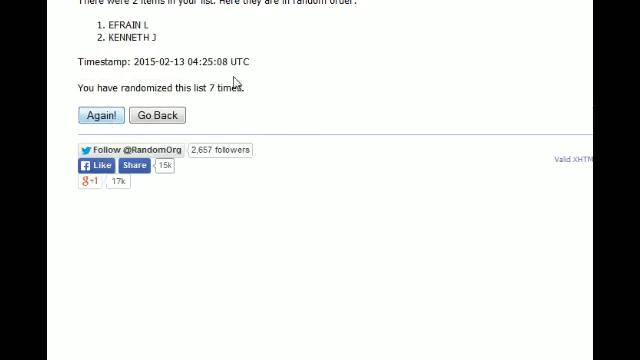 There were 2 items in your list. Here they are in random order:
1. EFRAIN L
2. KENNETH J
Timestamp: 2015-02-13 04:25:08 UTC
You have randomized this list 7 times.
Again! Go Back
Follow @RandomOrg 2,657 followers
Like Share 15k
Valid XHTM
g+1 17k